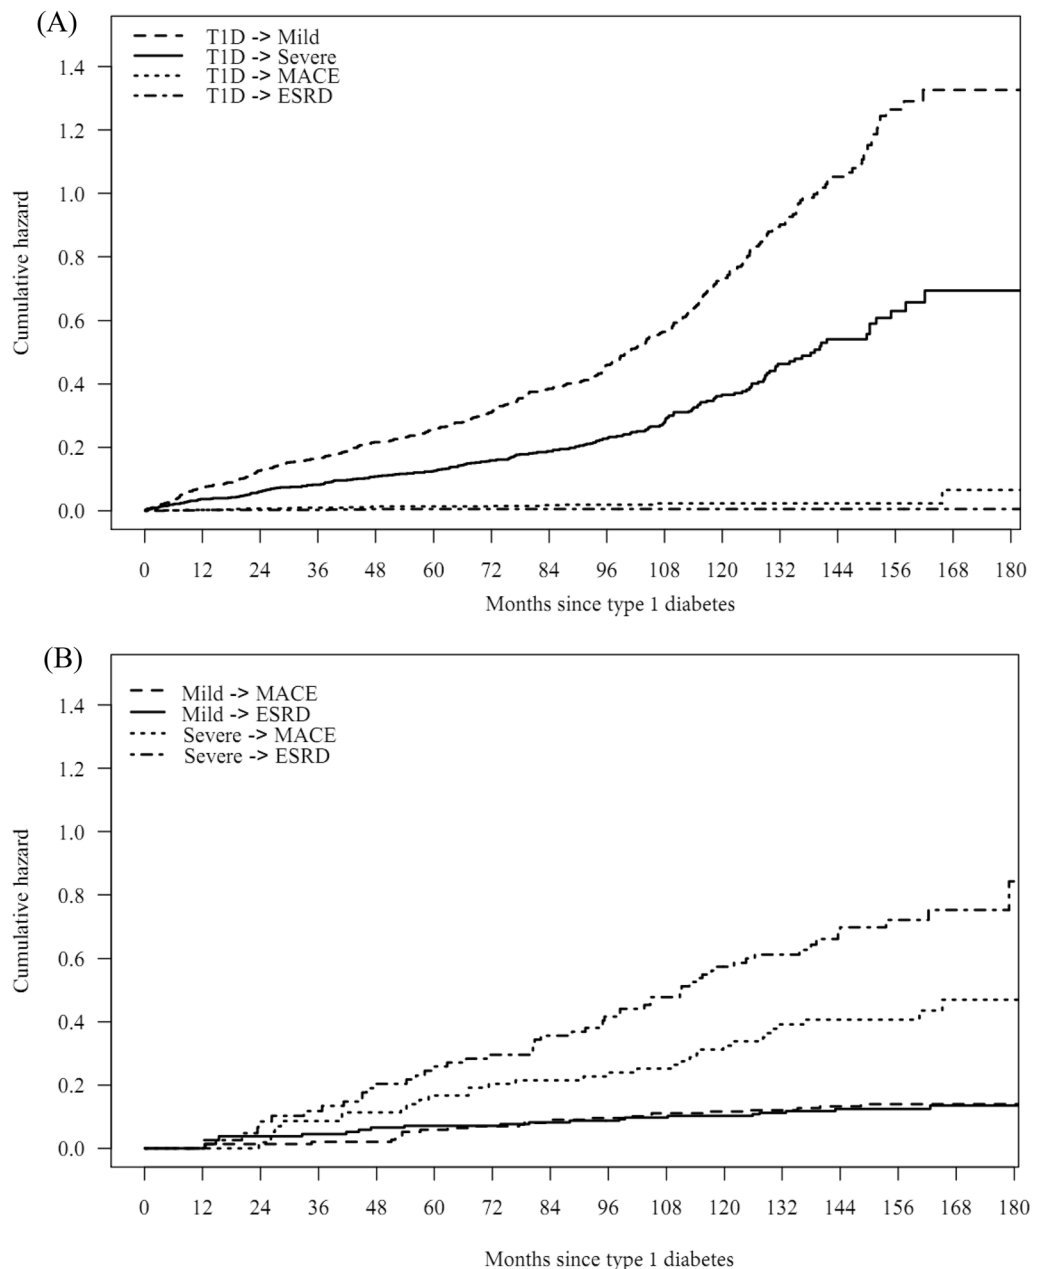 (A)
T1D -> Mild
T1D -> Severe
T1D -> MACE
T1D -> ESRD
1.4
1.2
1.0
0.8
0.6
0.4
0.2
0.0
Cumulative hazard
0 12 24 36 48 60 72 84 96 108 120 132 144 156 168 180
Months since type 1 diabetes
(B)
Mild -> MACE
Mild -> ESRD
Severe -> MACE
Severe -> ESRD
1.4
1.2
1.0
0.8
0.6
0.4
0.2
0.0
Cumulative hazard
0 12 24 36 48 60 72 84 96 108 120 132 144 156 168 180
Months since type 1 diabetes